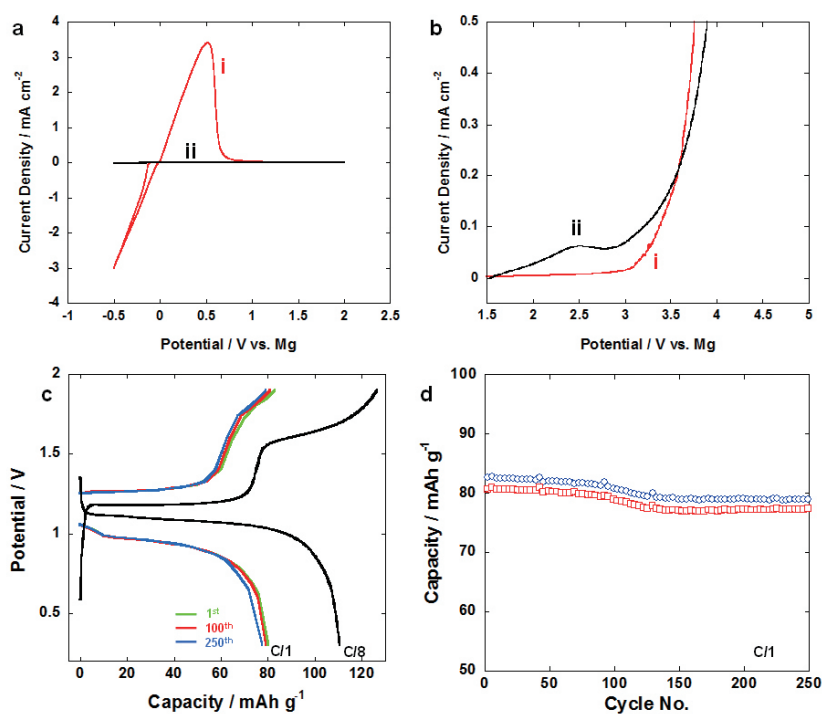 a
4
3
2
1
0
-1
-2
-3
4
-1
-0.5
0
0.5
1
1.5
2
2.5
i
ii
Current Density / mA cm-2
Potential / V vs. Mg
b
0.5
0.4
0.3
0.2
0.1
0
1.5
2
2.5
3
3.5
4
4.5
5
ii
i
Current Density / mA cm-2
Potential / V vs. Mg
c
2
1.5
1
0.5
0
20
40
60
80
100
120
1st
100th
250th
C/1
C/8
Potential / V
Capacity / mAh g-1
d
100
90
80
70
60
50
0
50
100
150
200
250
C/1
Capacity / mAh g-1
Cycle No.